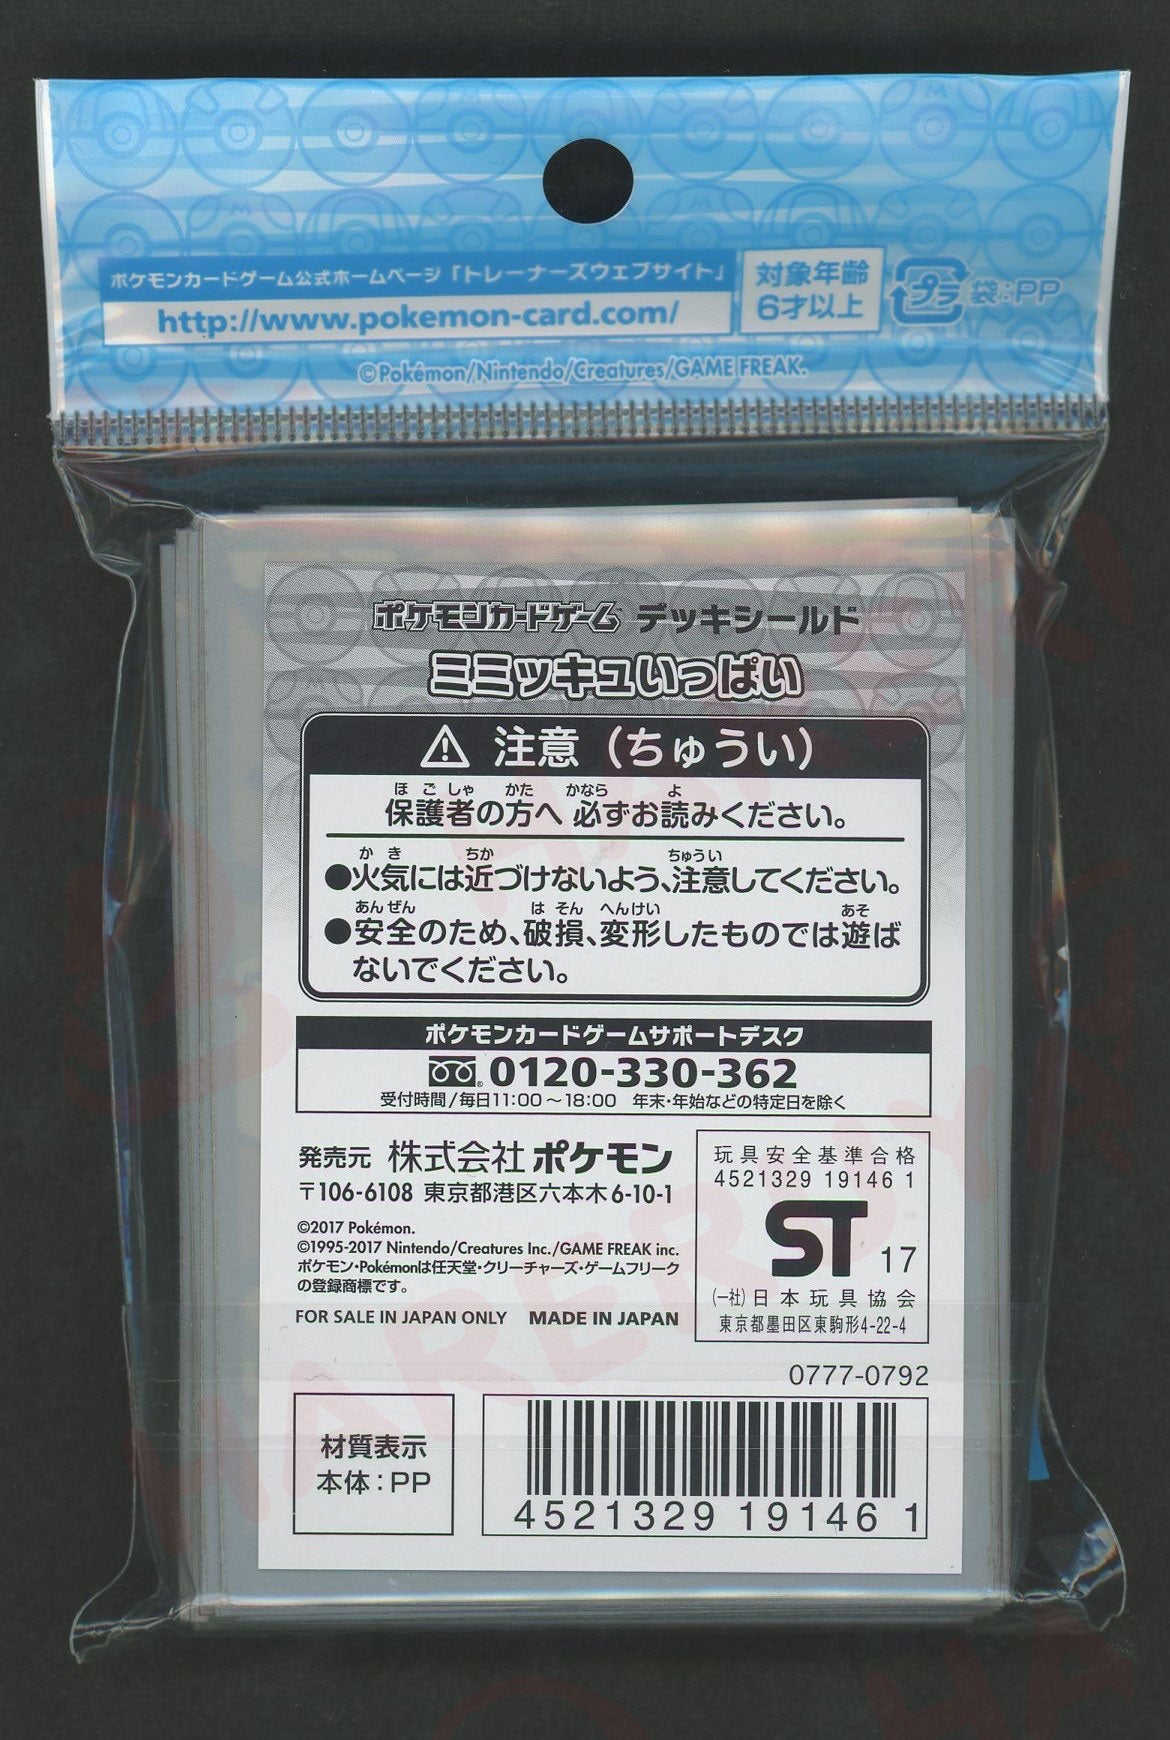 ポケモンカードゲーム公式ホームページ「トレーナーズウェブサイト」
http://www.pokemon-card.com/
対象年齢
6才以上
プラ 袋:PP
©Pokémon/Nintendo/Creatures/GAME FREAK.
ポケモンカードゲーム デッキシールド
ミミッキュいっぱい
⚠ 注意（ちゅうい）
ほごしゃ かた かなら よ
保護者の方へ 必ずお読みください。
かき ちか ちゅうい
●火気には近づけないよう、注意してください。
あんぜん はそん へんけい あそ
●安全のため、破損、変形したものでは遊ば
ないでください。
ポケモンカードゲームサポートデスク
0120-330-362
受付時間/毎日11:00～18:00 年末・年始などの特定日を除く
発売元 株式会社 ポケモン
〒106-6108 東京都港区六本木6-10-1
©2017 Pokémon.
©1995-2017 Nintendo/Creatures Inc./GAME FREAK inc.
ポケモン・Pokémonは任天堂・クリーチャーズ・ゲームフリーク
の登録商標です。
FOR SALE IN JAPAN ONLY MADE IN JAPAN
玩具安全基準合格
4521329 19146 1
ST 17
(一社)日本玩具協会
東京都墨田区東駒形4-22-4
0777-0792
材質表示
本体：PP
4521329 191461